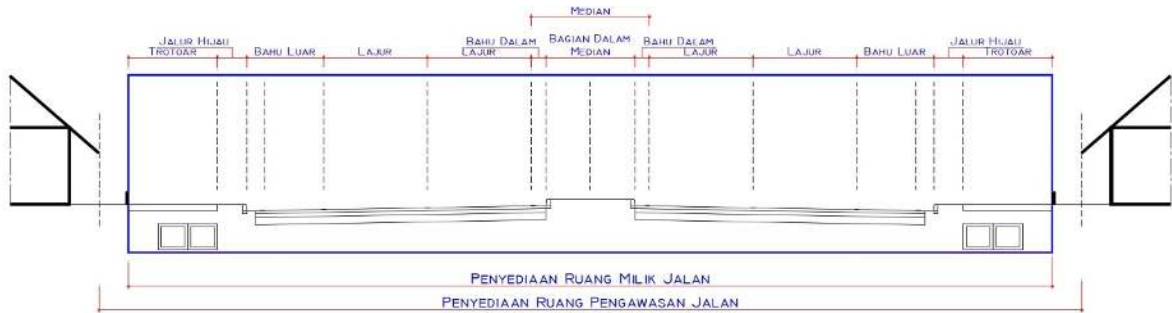 MEDIAN
JALUR HIJAU BAHU DALAM BAGIAN DALAM BAHU DALAM JALUR HIJAU
TROTOAR BAHU LUAR LAJUR LAJUR MEDIAN LAJUR LAJUR BAHU LUAR TROTOAR
PENYEDIAAN RUANG MILIK JALAN
PENYEDIAAN RUANG PENGAWASAN JALAN